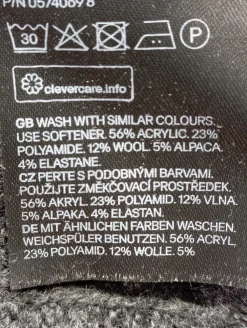 P/N 0574069 8
30 P
clevercare.info
GB WASH WITH SIMILAR COLOURS.
USE SOFTENER. 56% ACRYLIC. 23%
POLYAMIDE. 12% WOOL. 5% ALPACA.
4% ELASTANE.
CZ PERTE S PODOBNÝMI BARVAMI.
POUŽIJTE ZMĚKČOVACÍ PROSTŘEDEK.
56% AKRYL. 23% POLYAMID. 12% VLNA.
5% ALPAKA. 4% ELASTAN.
DE MIT ÄHNLICHEN FARBEN WASCHEN.
WEICHSPÜLER BENUTZEN. 56% ACRYL,
23% POLYAMID. 12% WOLLE. 5%